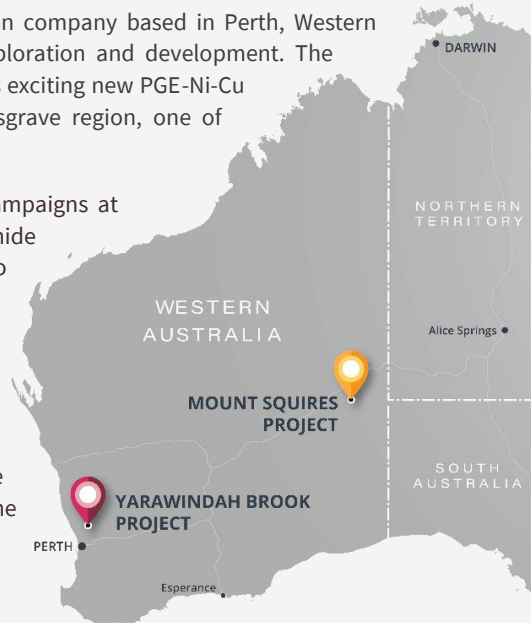 on company based in Perth, Western
ploration and development. The
exciting new PGE-Ni-Cu
sgrave region, one of
mpaigns at
DARWIN
NORTHERN
TERRITORY
WESTERN
AUSTRALIA
Alice Springs
MOUNT SQUIRES
PROJECT
SOUTH
AUSTRALIA
YARAWINDAH BROOK
PROJECT
PERTH
Esperance